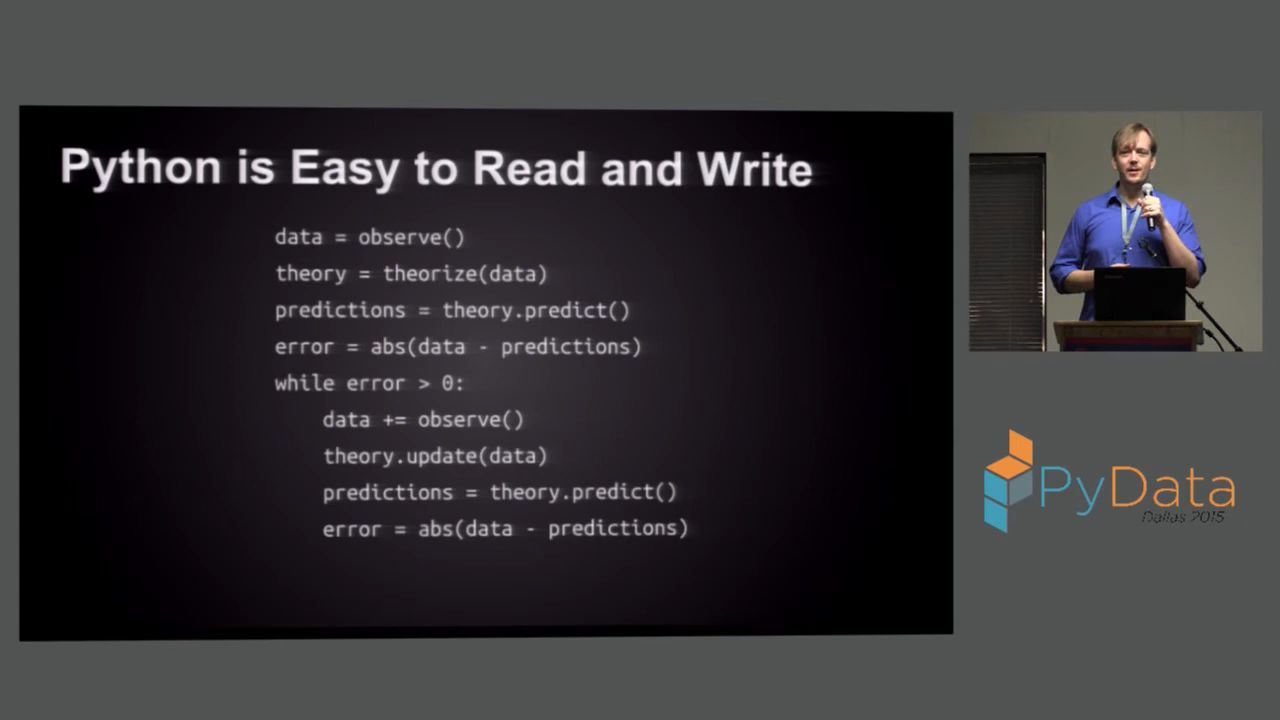 Python is Easy to Read and Write
data = observe()
theory = theorize(data)
predictions = theory.predict()
error = abs(data - predictions)
while error > 0:
    data += observe()
    theory.update(data)
    predictions = theory.predict()
    error = abs(data - predictions)
PyData
Dallas 2015